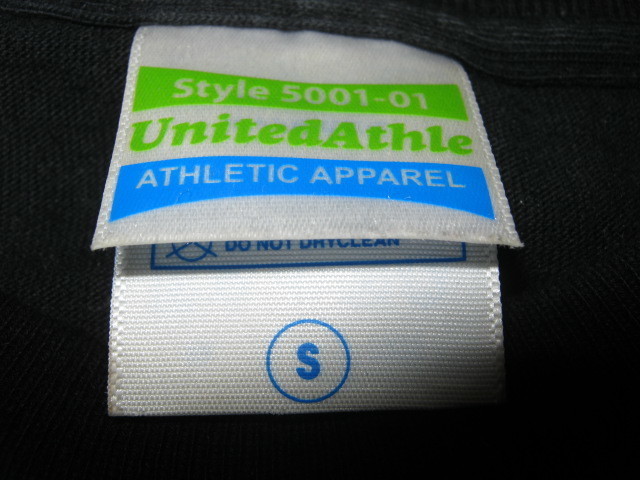 Style 5001-01
UnitedAthle
ATHLETIC APPAREL
DO NOT DRYCLEAN
S